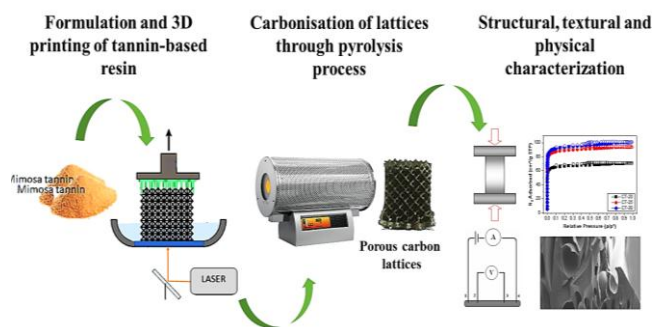 Formulation and 3D
printing of tannin-based
resin
Carbonisation of lattices
through pyrolysis
process
Structural, textural and
physical
characterization
Mimosa tannin
Mimosa tannin
LASER
Porous carbon
lattices
A
V
Relative Pressure (p/p°)